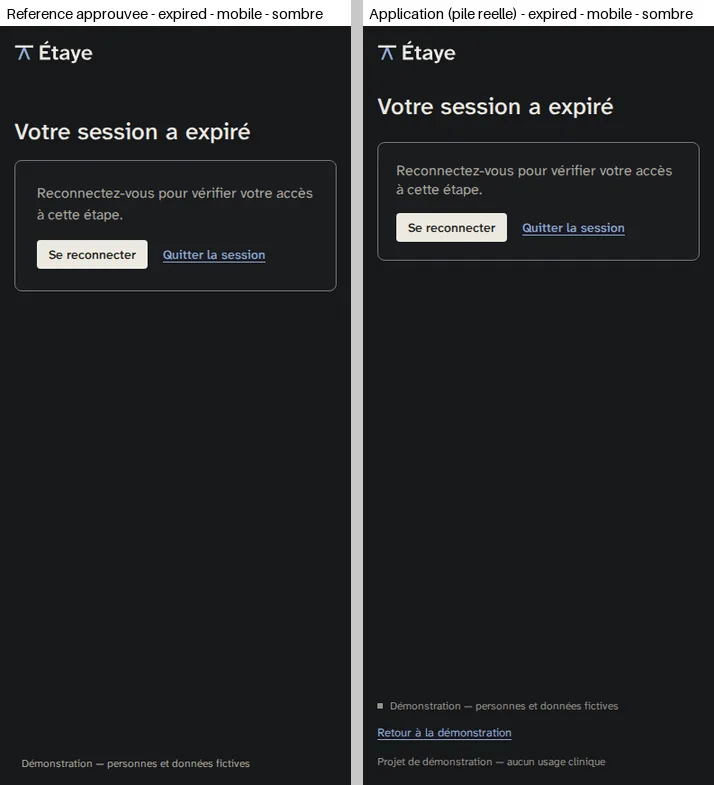 Reference approuvee - expired - mobile - sombre
Étaye
Votre session a expiré
Reconnectez-vous pour vérifier votre accès
à cette étape.
Se reconnecter
Quitter la session
Démonstration — personnes et données fictives
Application (pile reelle) - expired - mobile - sombre
Étaye
Votre session a expiré
Reconnectez-vous pour vérifier votre accès
à cette étape.
Se reconnecter
Quitter la session
Démonstration — personnes et données fictives
Retour à la démonstration
Projet de démonstration — aucun usage clinique